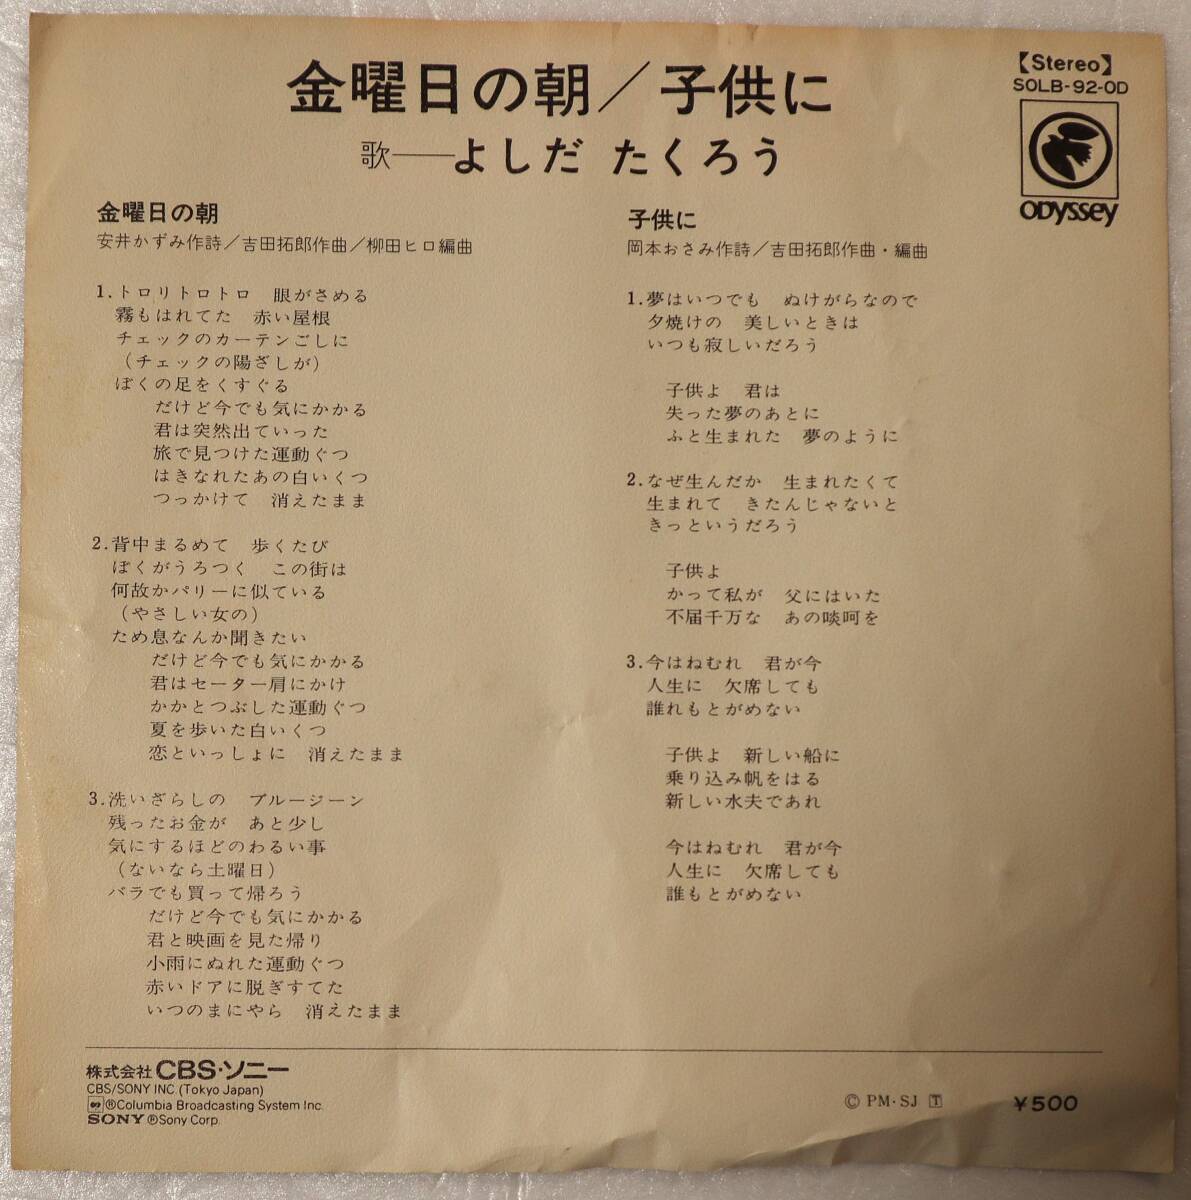 金曜日の朝／子供に
歌──よしだ たくろう
【Stereo】
SOLB-92-OD
ODYSSEY
金曜日の朝
安井かずみ作詩／吉田拓郎作曲／柳田ヒロ編曲
1.トロリトロトロ　眼がさめる
霧もはれてた　赤い屋根
チェックのカーテンごしに
（チェックの陽ざしが）
ぼくの足をくすぐる
だけど今でも気にかかる
君は突然出ていった
旅で見つけた運動ぐつ
はきなれたあの白いくつ
つっかけて　消えたまま
2.背中まるめて　歩くたび
ぼくがうろつく　この街は
何故かパリーに似ている
（やさしい女の）
ため息なんか聞きたい
だけど今でも気にかかる
君はセーター肩にかけ
かかとつぶした運動ぐつ
夏を歩いた白いくつ
恋といっしょに　消えたまま
3.洗いざらしの　ブルージーン
残ったお金が　あと少し
気にするほどのわるい事
（ないなら土曜日）
バラでも買って帰ろう
だけど今でも気にかかる
君と映画を見た帰り
小雨にぬれた運動ぐつ
赤いドアに脱ぎすてた
いつのまにやら　消えたまま
子供に
岡本おさみ作詩／吉田拓郎作曲・編曲
1.夢はいつでも　ぬけがらなので
夕焼けの　美しいときは
いつも寂しいだろう
子供よ　君は
失った夢のあとに
ふと生まれた　夢のように
2.なぜ生んだか　生まれたくて
生まれて　きたんじゃないと
きっというだろう
子供よ
かって私が　父にはいた
不届千万な　あの啖呵を
3.今はねむれ　君が今
人生に　欠席しても
誰れもとがめない
子供よ　新しい船に
乗り込み帆をはる
新しい水夫であれ
今はねむれ　君が今
人生に　欠席しても
誰もとがめない
株式会社 CBS・ソニー
CBS/SONY INC.(Tokyo Japan)
®Columbia Broadcasting System Inc.
SONY ®Sony Corp.
© PM・SJ T
¥500